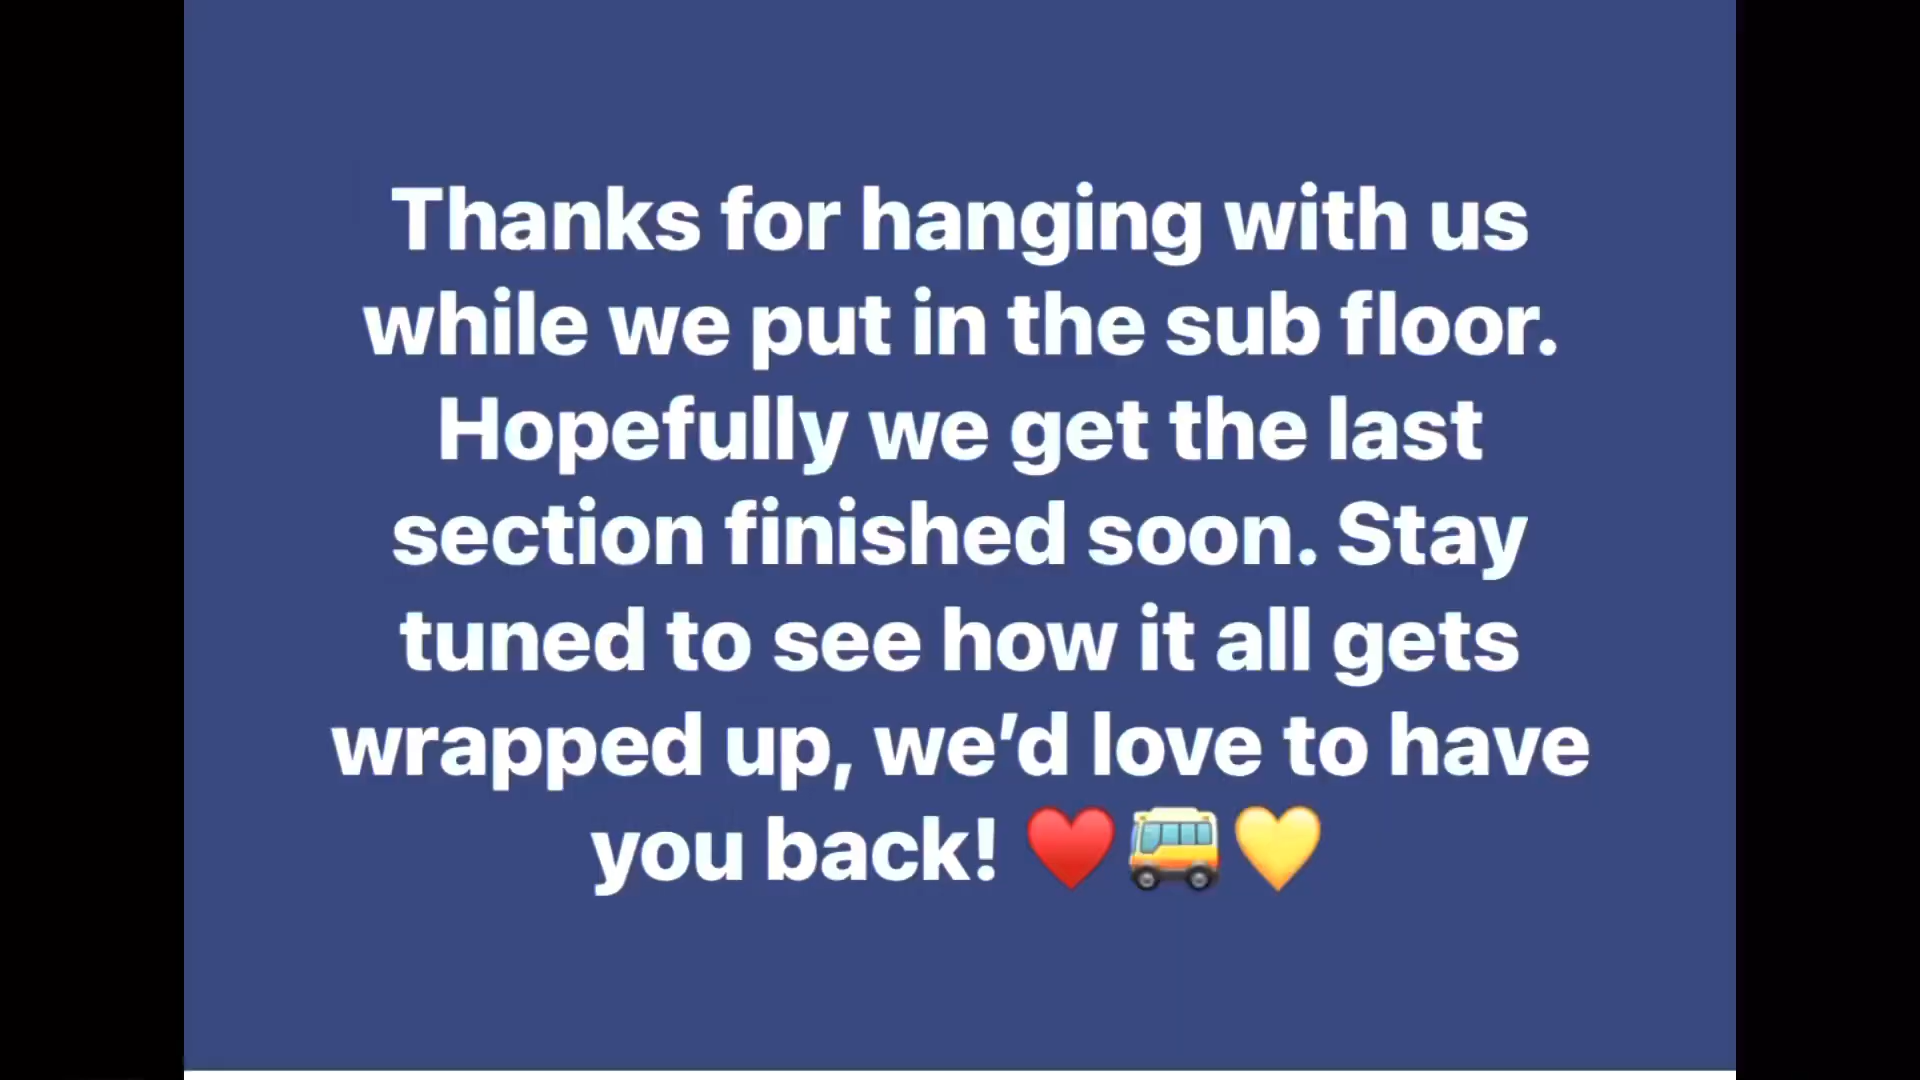 Thanks for hanging with us
while we put in the sub floor.
Hopefully we get the last
section finished soon. Stay
tuned to see how it all gets
wrapped up, we’d love to have
you back! ❤️🚌💛